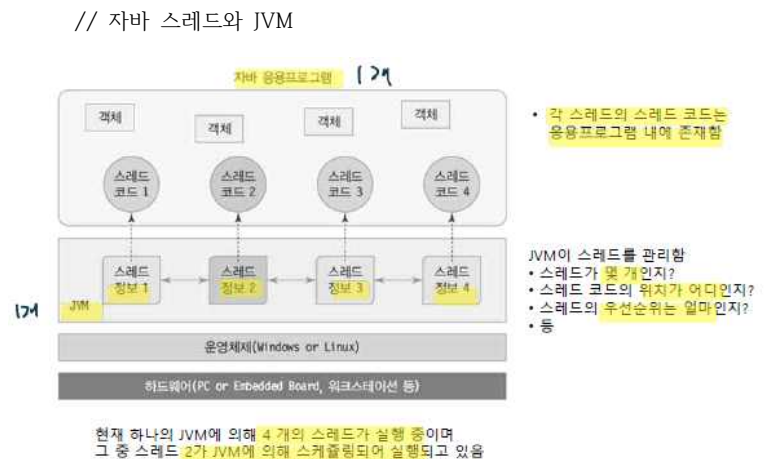 // 자바 스레드와 JVM
자바 응용프로그램 1개
객체 객체 객체 객체
스레드 코드 1
스레드 코드 2
스레드 코드 3
스레드 코드 4
• 각 스레드의 스레드 코드는
응용프로그램 내에 존재함
스레드 정보 1
스레드 정보 2
스레드 정보 3
스레드 정보 4
1개 JVM
JVM이 스레드를 관리함
• 스레드가 몇 개인지?
• 스레드 코드의 위치가 어디인지?
• 스레드의 우선순위는 얼마인지?
• 등
운영체제(Windows or Linux)
하드웨어(PC or Embedded Board, 워크스테이션 등)
현재 하나의 JVM에 의해 4 개의 스레드가 실행 중이며
그 중 스레드 2가 JVM에 의해 스케쥴링되어 실행되고 있음